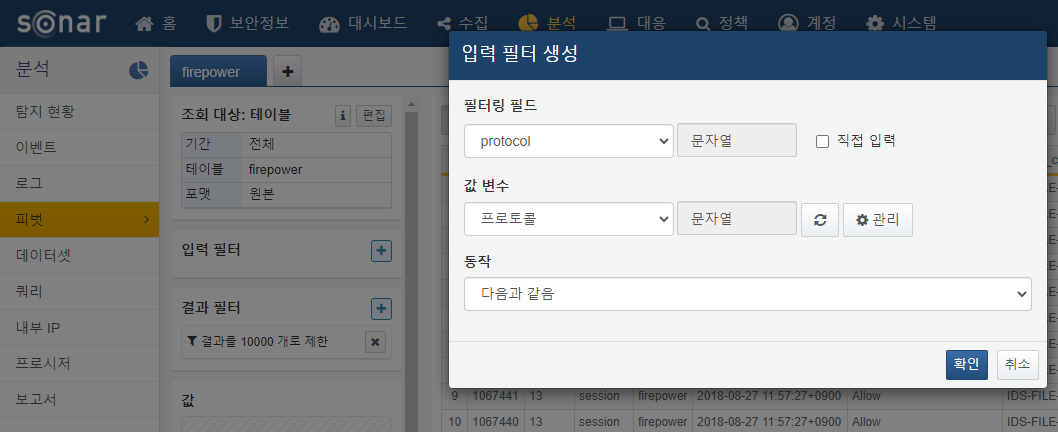 sonar 홈 보안정보 대시보드 수집 분석 대응 정책 계정 시스템
분석
탐지 현황
이벤트
로그
피벗
데이터셋
쿼리
내부 IP
프로시저
보고서
firepower
조회 대상: 테이블 편집
기간 전체
테이블 firepower
포맷 원본
입력 필터
결과 필터
결과를 10000 개로 제한
값
입력 필터 생성
필터링 필드
protocol 문자열 직접 입력
값 변수
프로토콜 문자열 관리
동작
다음과 같음
확인 취소
9 1067441 13 session firepower 2018-08-27 11:57:27+0900 Allow IDS-FILE-
10 1067440 13 session firepower 2018-08-27 11:57:27+0900 Allow IDS-FILE-